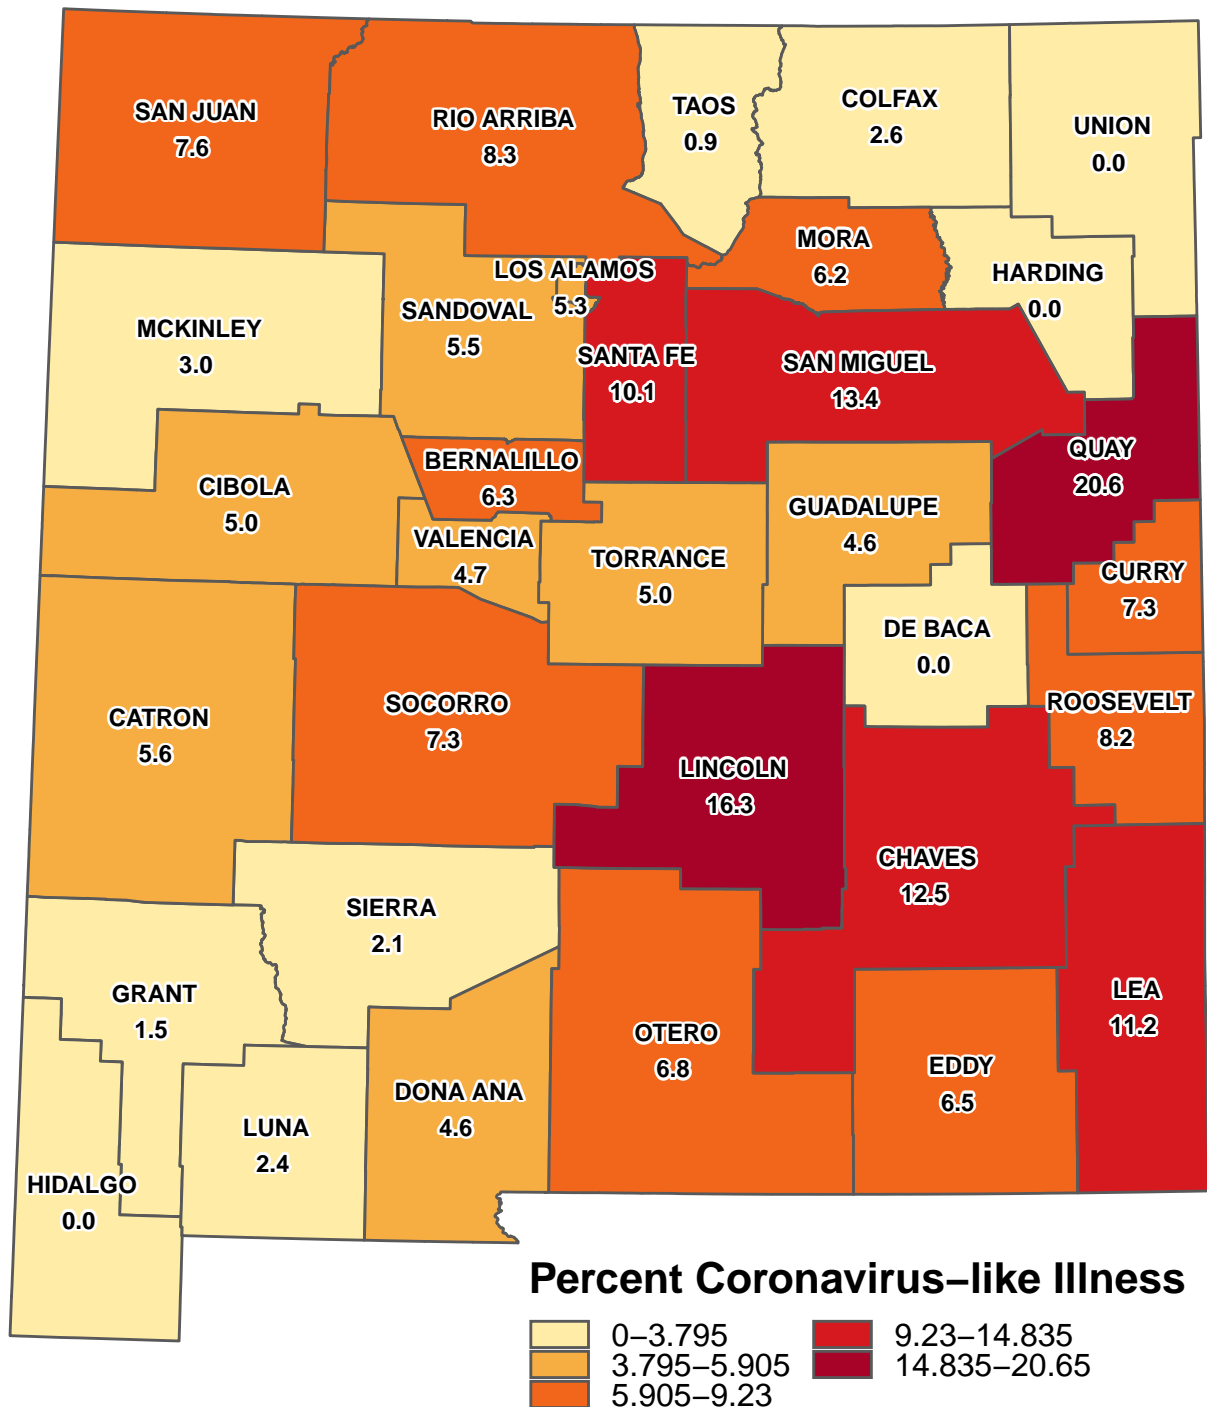 SAN JUAN
7.6
RIO ARRIBA
8.3
TAOS
0.9
COLFAX
2.6
UNION
0.0
MORA
6.2
HARDING
0.0
LOS ALAMOS
5.3
SANDOVAL
5.5
MCKINLEY
3.0
SANTA FE
10.1
SAN MIGUEL
13.4
QUAY
20.6
BERNALILLO
6.3
CIBOLA
5.0
GUADALUPE
4.6
VALENCIA
4.7
TORRANCE
5.0
CURRY
7.3
DE BACA
0.0
CATRON
5.6
SOCORRO
7.3
ROOSEVELT
8.2
LINCOLN
16.3
CHAVES
12.5
SIERRA
2.1
GRANT
1.5
LEA
11.2
OTERO
6.8
EDDY
6.5
DONA ANA
4.6
LUNA
2.4
HIDALGO
0.0
Percent Coronavirus−like Illness
0−3.795
3.795−5.905
5.905−9.23
9.23−14.835
14.835−20.65